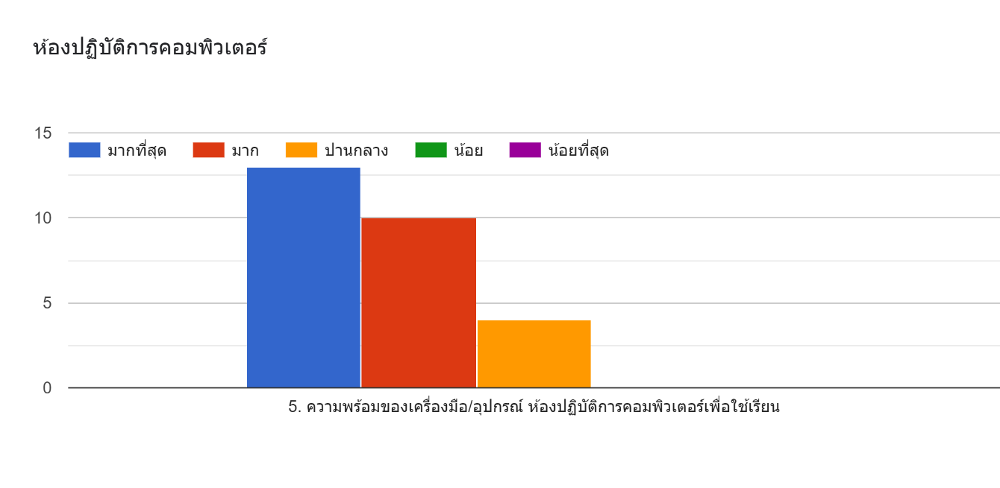 ห้องปฏิบัติการคอมพิวเตอร์
15
มากที่สุด มาก ปานกลาง น้อย น้อยที่สุด
10
5
0
5. ความพร้อมของเครื่องมือ/อุปกรณ์ ห้องปฏิบัติการคอมพิวเตอร์เพื่อใช้เรียน